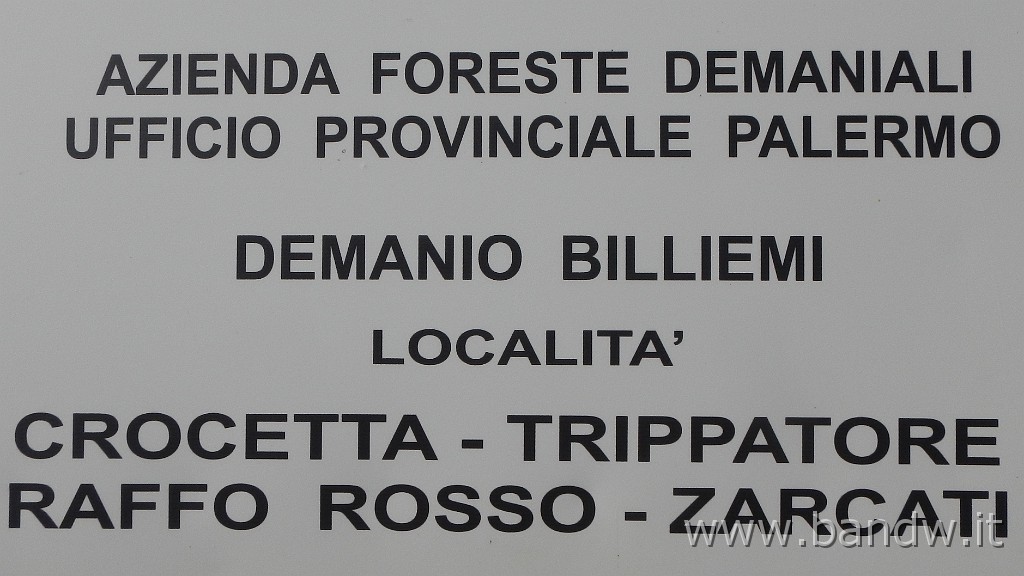 AZIENDA FORESTE DEMANIALI
UFFICIO PROVINCIALE PALERMO
DEMANIO BILLIEMI
LOCALITA'
CROCETTA - TRIPPATORE
RAFFO ROSSO - ZARCATI
www.bandw.it